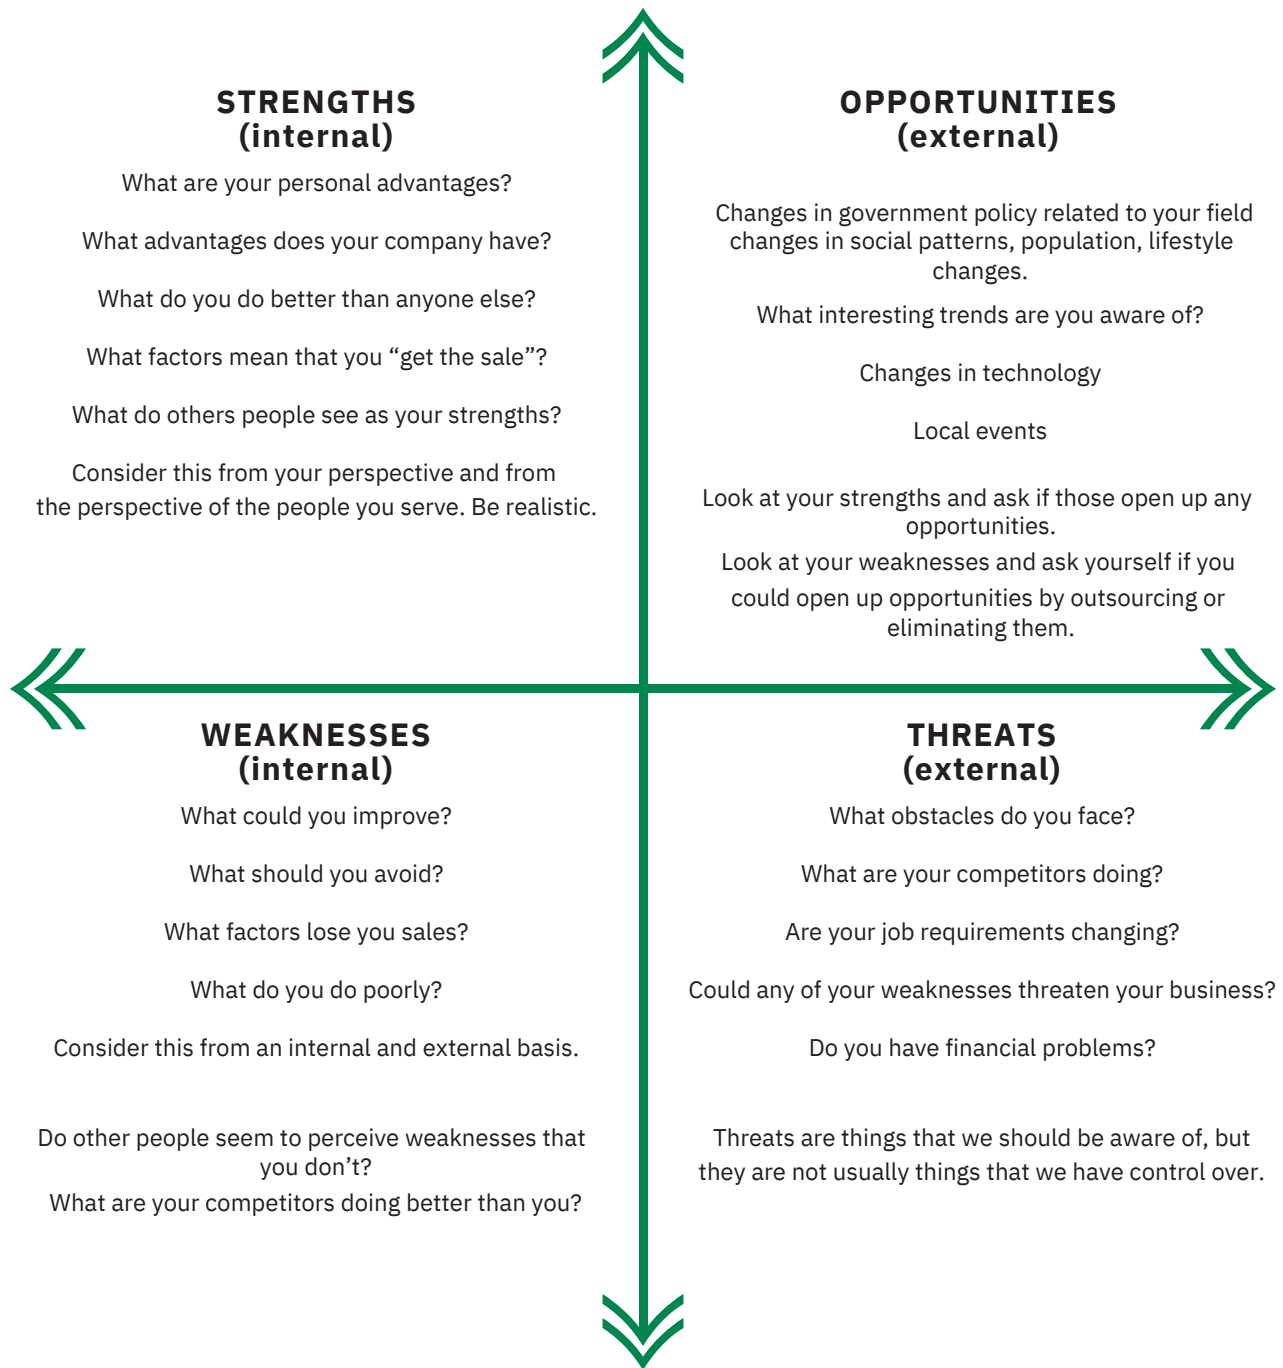 STRENGTHS
(internal)
What are your personal advantages?
What advantages does your company have?
What do you do better than anyone else?
What factors mean that you “get the sale”?
What do others people see as your strengths?
Consider this from your perspective and from
the perspective of the people you serve. Be realistic.
OPPORTUNITIES
(external)
Changes in government policy related to your field
changes in social patterns, population, lifestyle
changes.
What interesting trends are you aware of?
Changes in technology
Local events
Look at your strengths and ask if those open up any
opportunities.
Look at your weaknesses and ask yourself if you
could open up opportunities by outsourcing or
eliminating them.
WEAKNESSES
(internal)
What could you improve?
What should you avoid?
What factors lose you sales?
What do you do poorly?
Consider this from an internal and external basis.
Do other people seem to perceive weaknesses that
you don’t?
What are your competitors doing better than you?
THREATS
(external)
What obstacles do you face?
What are your competitors doing?
Are your job requirements changing?
Could any of your weaknesses threaten your business?
Do you have financial problems?
Threats are things that we should be aware of, but
they are not usually things that we have control over.